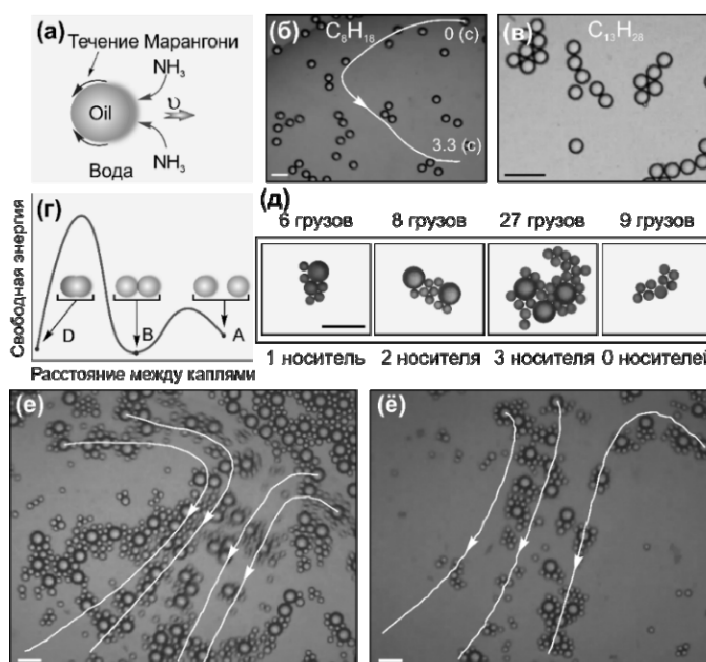 (а)
Течение Марангони
NH₃
Oil
υ
Вода
NH₃
(б)
C₈H₁₈
0 (с)
3.3 (с)
(в)
C₁₃H₂₈
(г)
Свободная энергия
D
B
A
Расстояние между каплями
(д)
6 грузов
8 грузов
27 грузов
9 грузов
1 носитель
2 носителя
3 носителя
0 носителей
(е)
(ё)